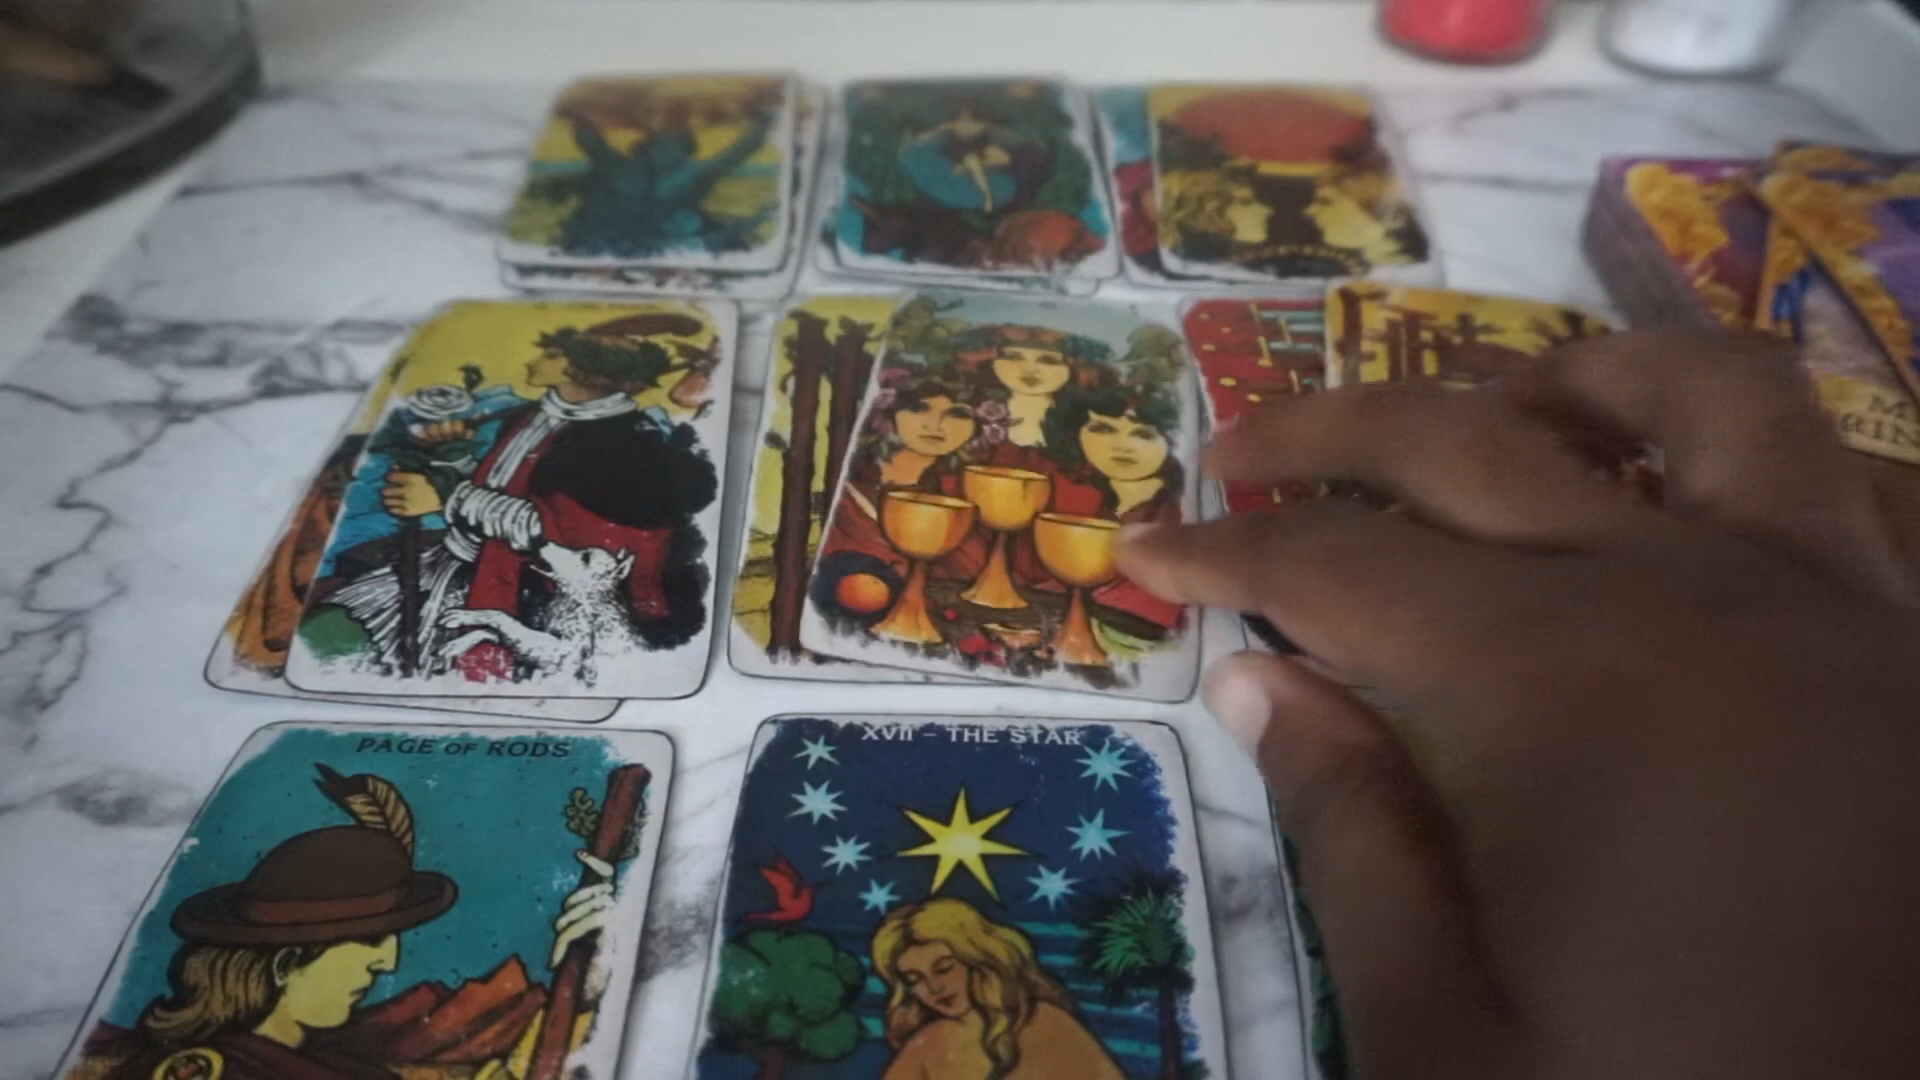 PAGE OF RODS
XVII - THE STAR